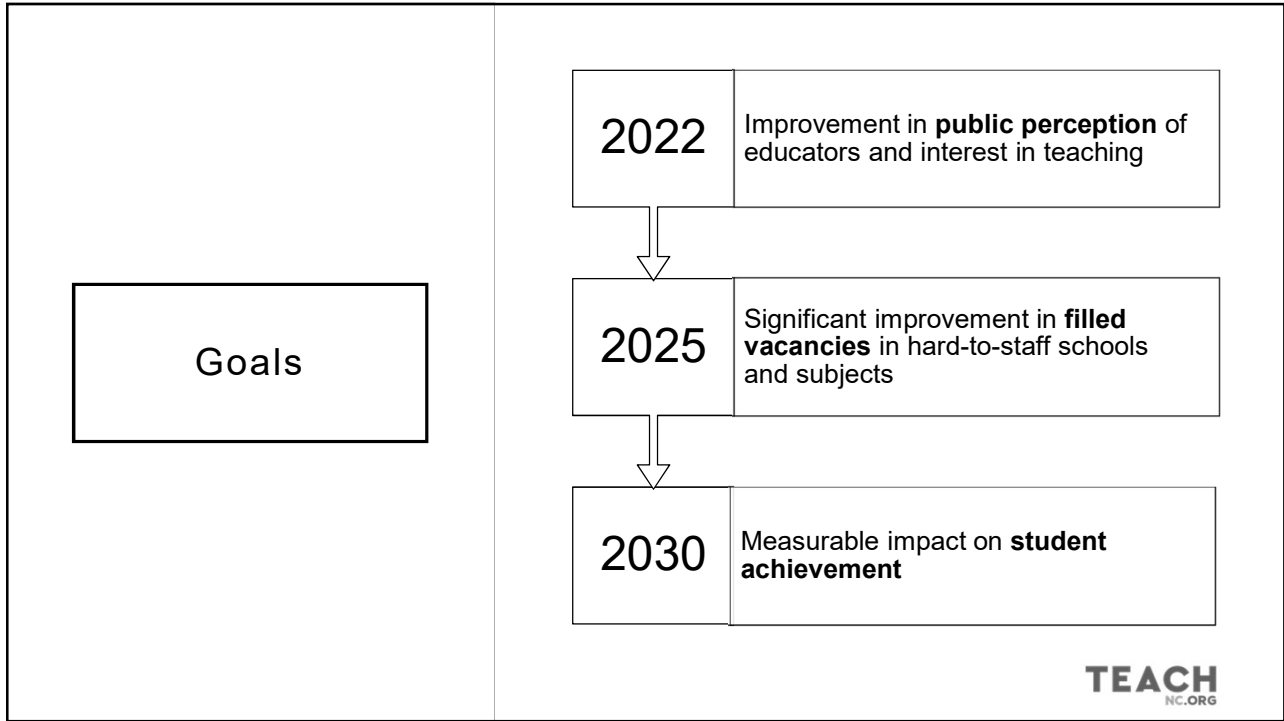 Goals
2022
Improvement in public perception of
educators and interest in teaching
2025
Significant improvement in filled
vacancies in hard-to-staff schools
and subjects
2030
Measurable impact on student
achievement
TEACH
NC.ORG